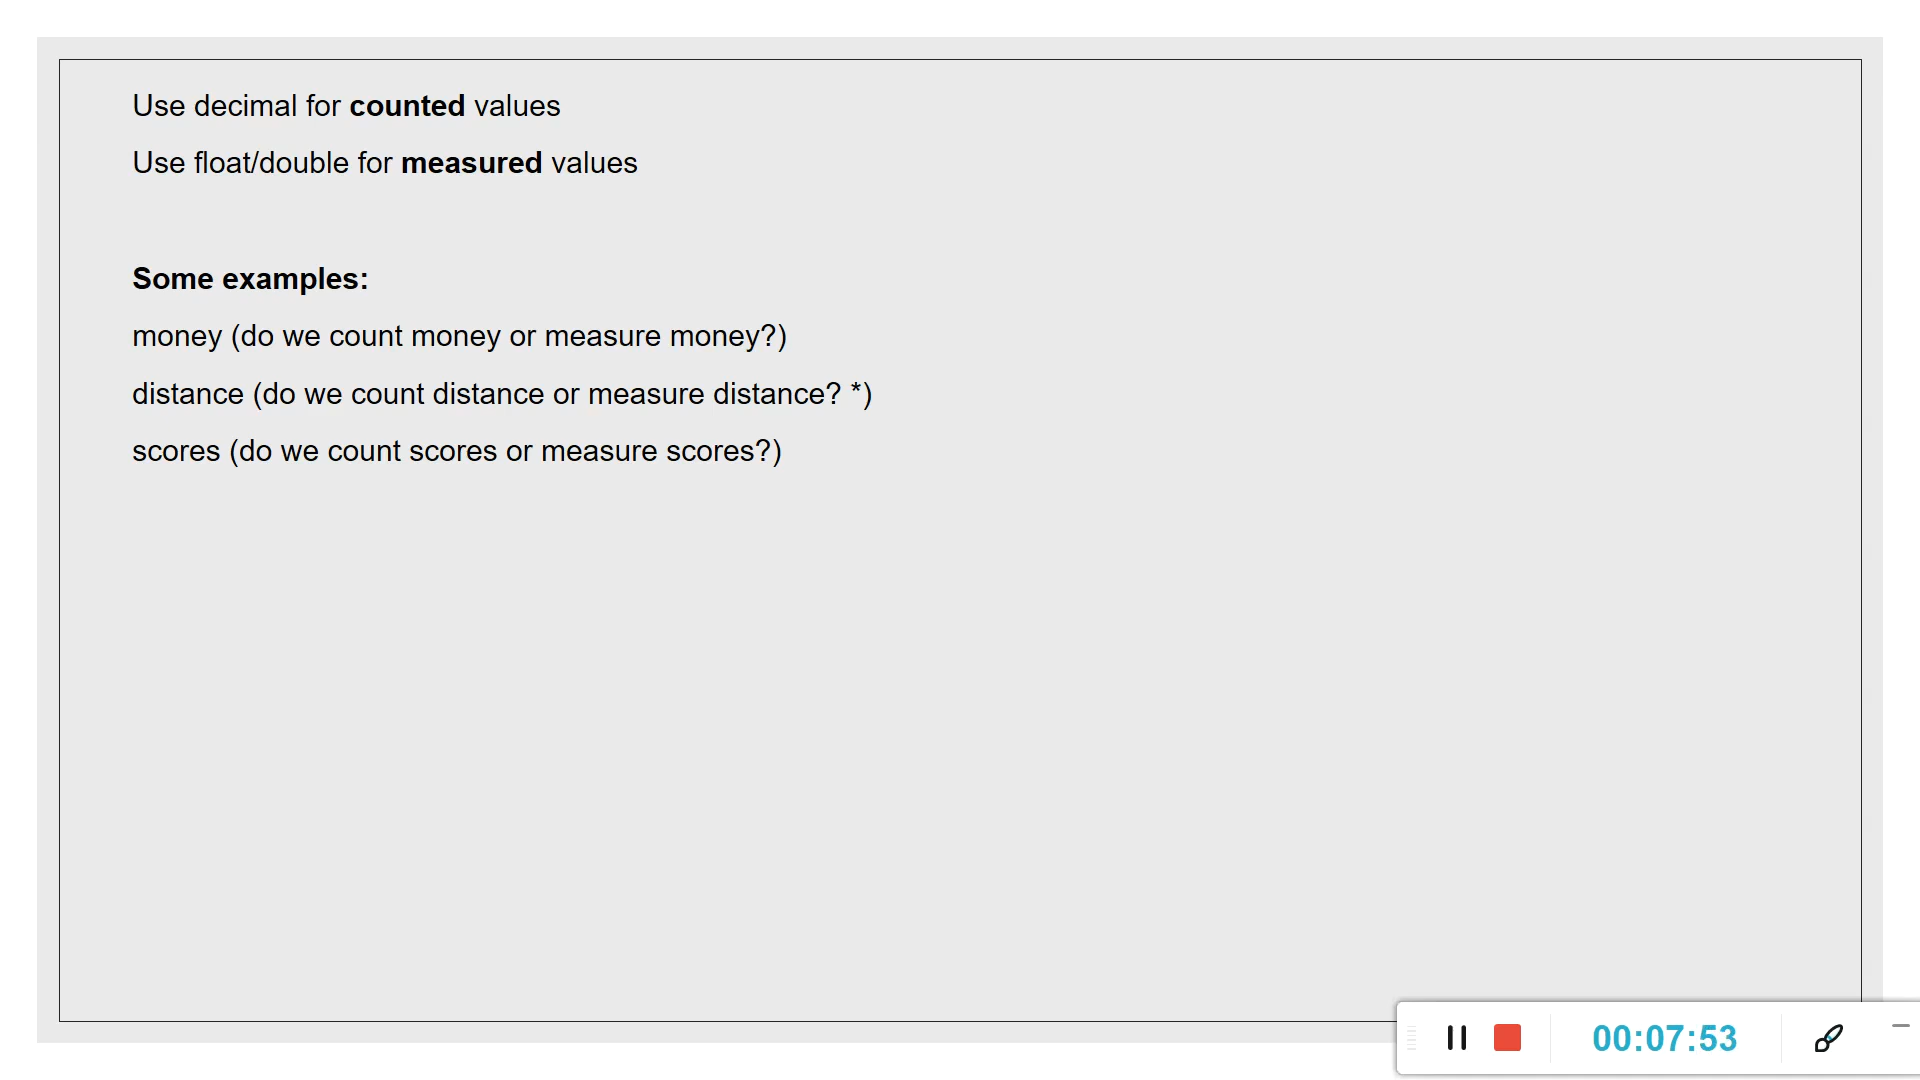 Use decimal for counted values
Use float/double for measured values
Some examples:
money (do we count money or measure money?)
distance (do we count distance or measure distance? *)
scores (do we count scores or measure scores?)
00:07:53